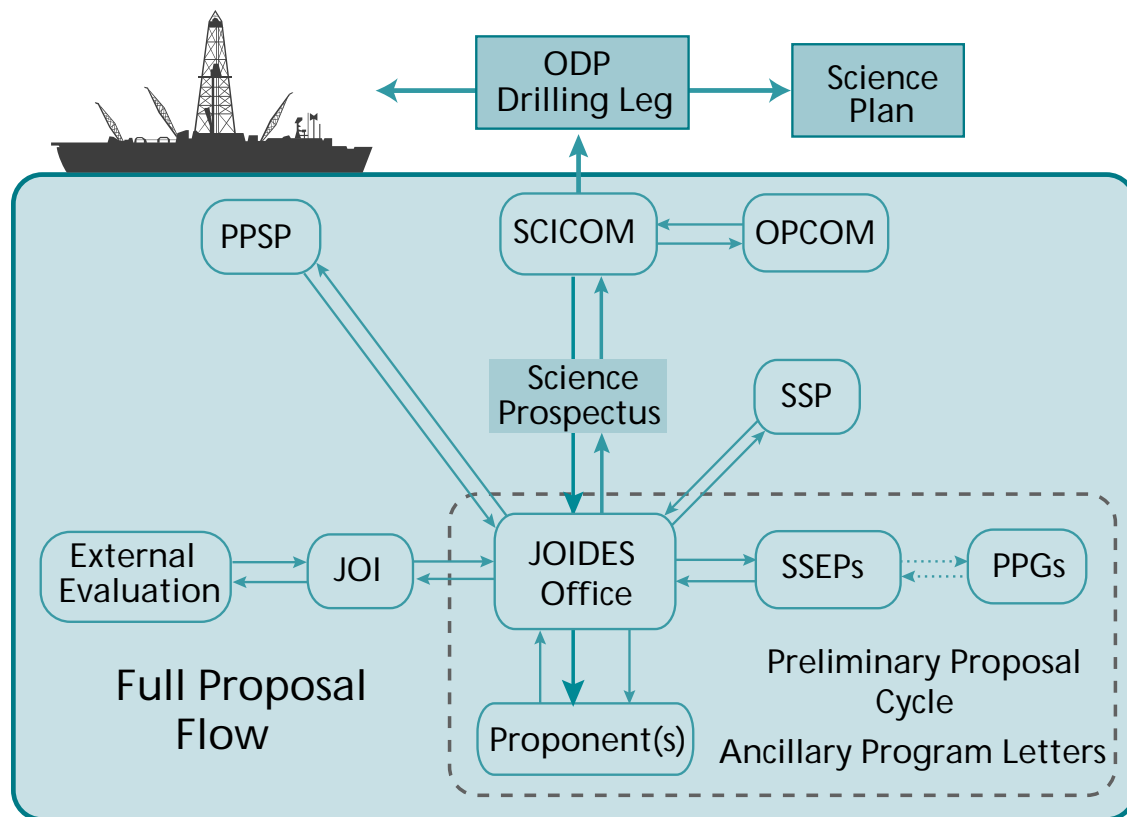 ODP
Drilling Leg
Science
Plan
PPSP
SCICOM
OPCOM
Science
Prospectus
SSP
External
Evaluation
JOI
JOIDES
Office
SSEPs
PPGs
Full Proposal
Flow
Proponent(s)
Preliminary Proposal
Cycle
Ancillary Program Letters